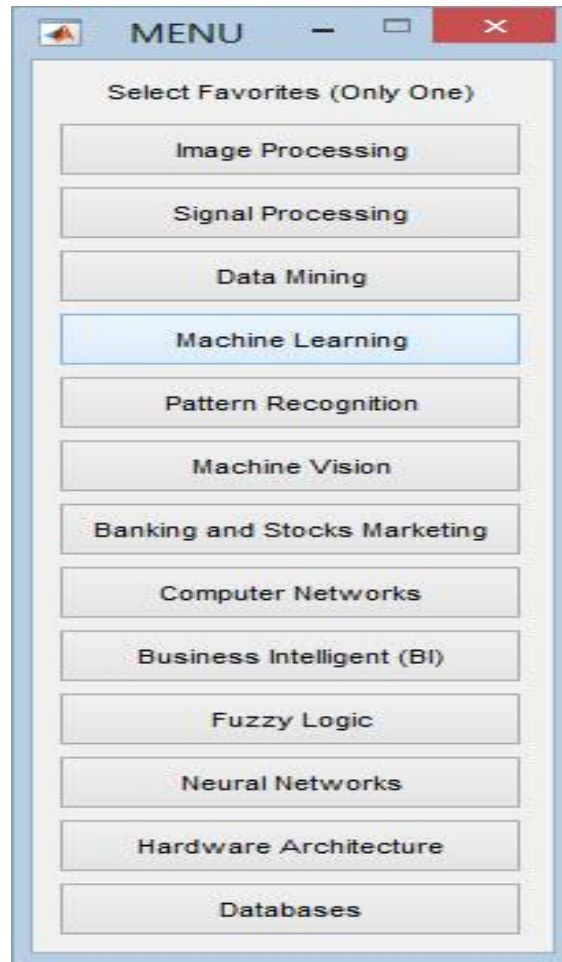 MENU
Select Favorites (Only One)
Image Processing
Signal Processing
Data Mining
Machine Learning
Pattern Recognition
Machine Vision
Banking and Stocks Marketing
Computer Networks
Business Intelligent (BI)
Fuzzy Logic
Neural Networks
Hardware Architecture
Databases